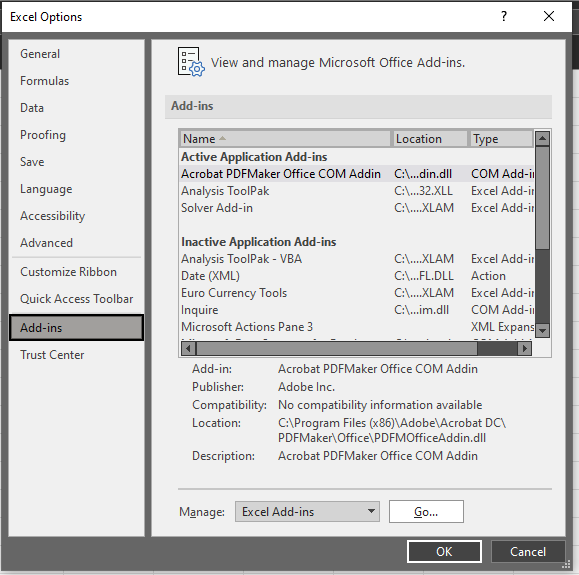 Excel Options
?
General
Formulas
Data
Proofing
Save
Language
Accessibility
Advanced
Customize Ribbon
Quick Access Toolbar
Add-ins
Trust Center
View and manage Microsoft Office Add-ins.
Add-ins
Name Location Type
Active Application Add-ins
Acrobat PDFMaker Office COM Addin C:\...din.dll COM Add-in
Analysis ToolPak C:\...32.XLL Excel Add-in
Solver Add-in C:\...XLAM Excel Add-in
Inactive Application Add-ins
Analysis ToolPak - VBA C:\...XLAM Excel Add-in
Date (XML) C:\...FL.DLL Action
Euro Currency Tools C:\...XLAM Excel Add-in
Inquire C:\...im.dll COM Add-in
Microsoft Actions Pane 3 XML Expans
Add-in: Acrobat PDFMaker Office COM Addin
Publisher: Adobe Inc.
Compatibility: No compatibility information available
Location: C:\Program Files (x86)\Adobe\Acrobat DC\
PDFMaker\Office\PDFMOfficeAddin.dll
Description: Acrobat PDFMaker Office COM Addin
Manage: Excel Add-ins Go...
OK Cancel